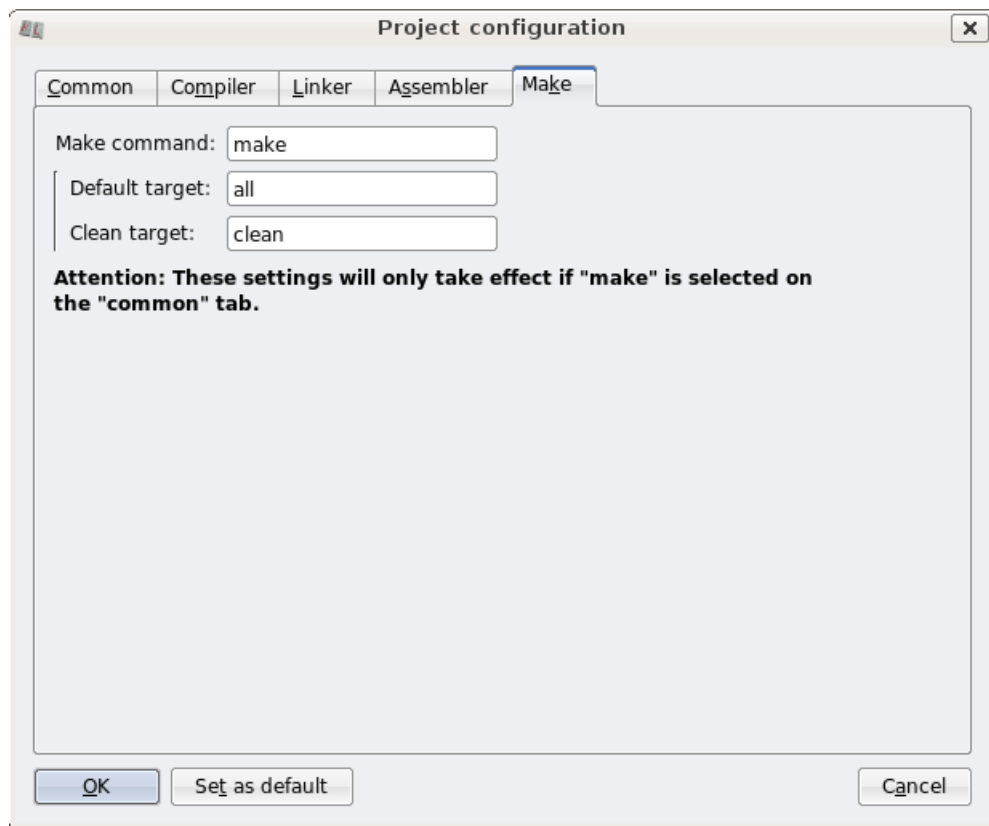 Project configuration
Common Compiler Linker Assembler Make
Make command: make
Default target: all
Clean target: clean
Attention: These settings will only take effect if "make" is selected on
the "common" tab.
OK Set as default Cancel